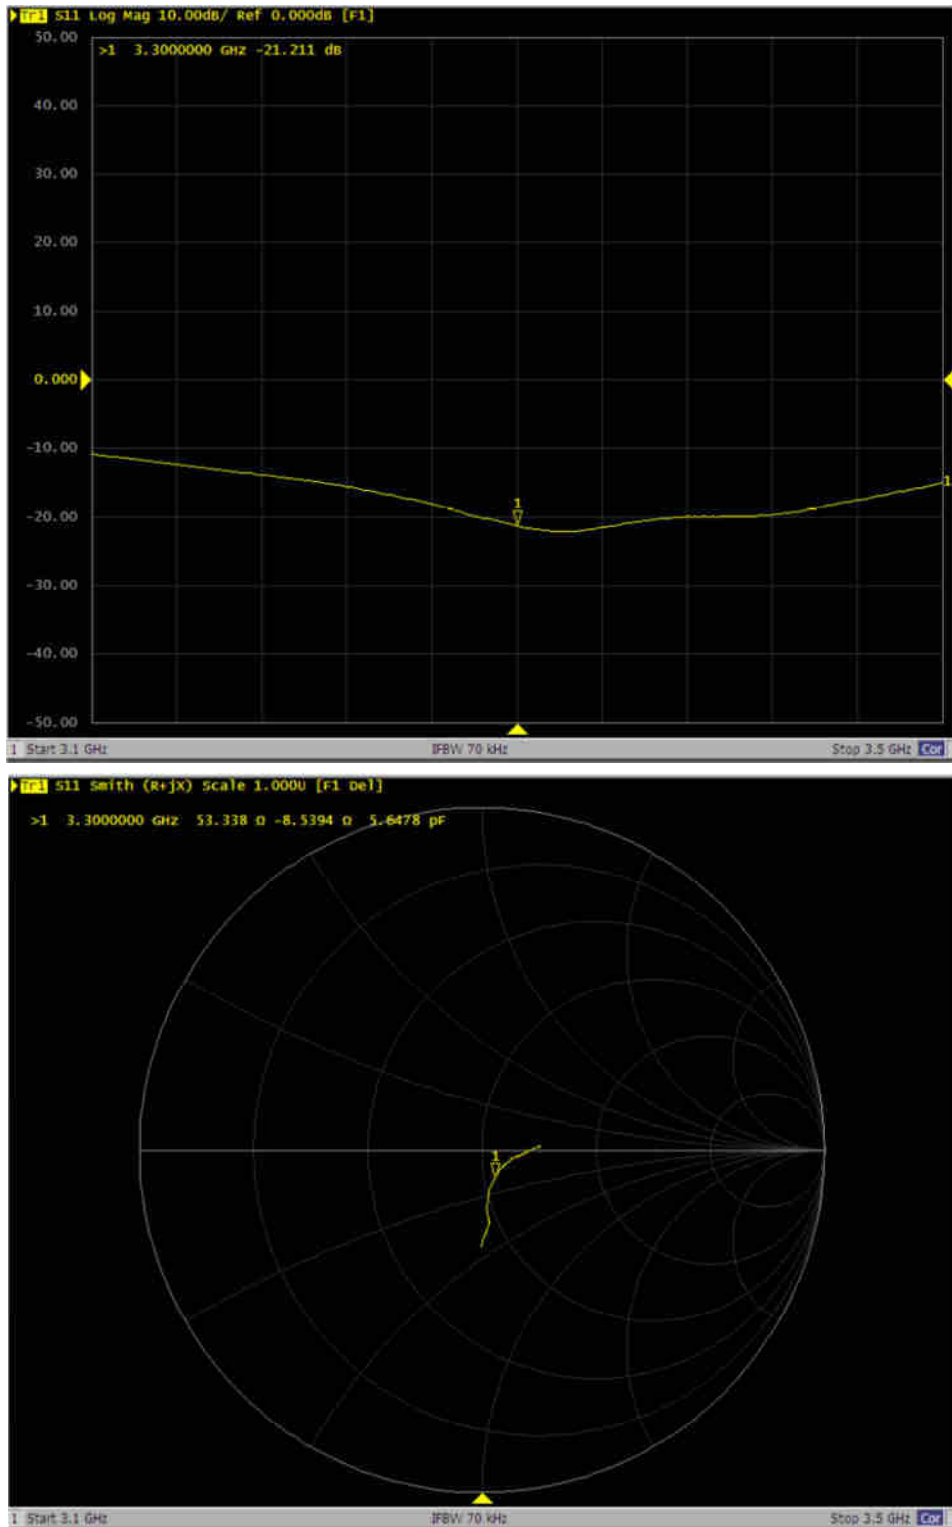 Tr1 S11 Log Mag 10.00dB/ Ref 0.000dB [F1]
50.00
>1 3.3000000 GHz -21.211 dB
40.00
30.00
20.00
10.00
0.000
-10.00
1
1
-20.00
-30.00
-40.00
-50.00
1 Start 3.1 GHz IFBW 70 kHz Stop 3.5 GHz Cor
Tr1 S11 Smith (R+jX) Scale 1.000U [F1 Del]
>1 3.3000000 GHz 53.338 Ω -8.5394 Ω 5.6478 pF
1
1 Start 3.1 GHz IFBW 70 kHz Stop 3.5 GHz Cor